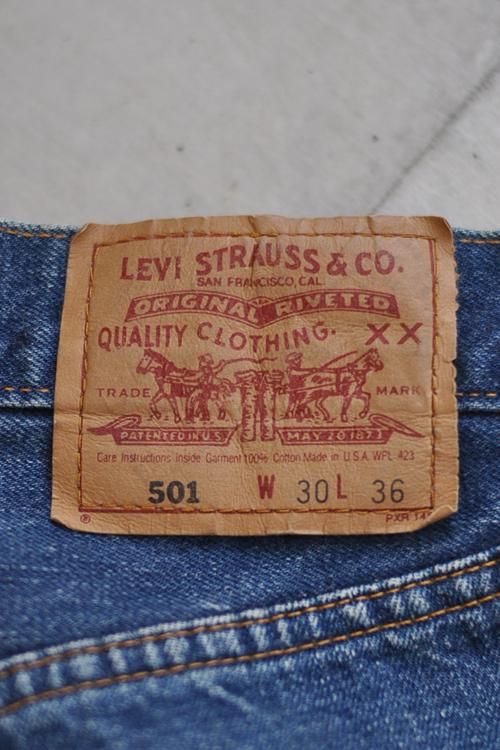 LEVI STRAUSS & CO.
SAN FRANCISCO, CAL.
ORIGINAL RIVETED
QUALITY CLOTHING. XX
TRADE MARK
PATENTED IN U.S. MAY 20 1873
Care Instructions Inside Garment 100% Cotton Made in U.S.A. WPL 423
501 W 30 L 36
® PXR 14